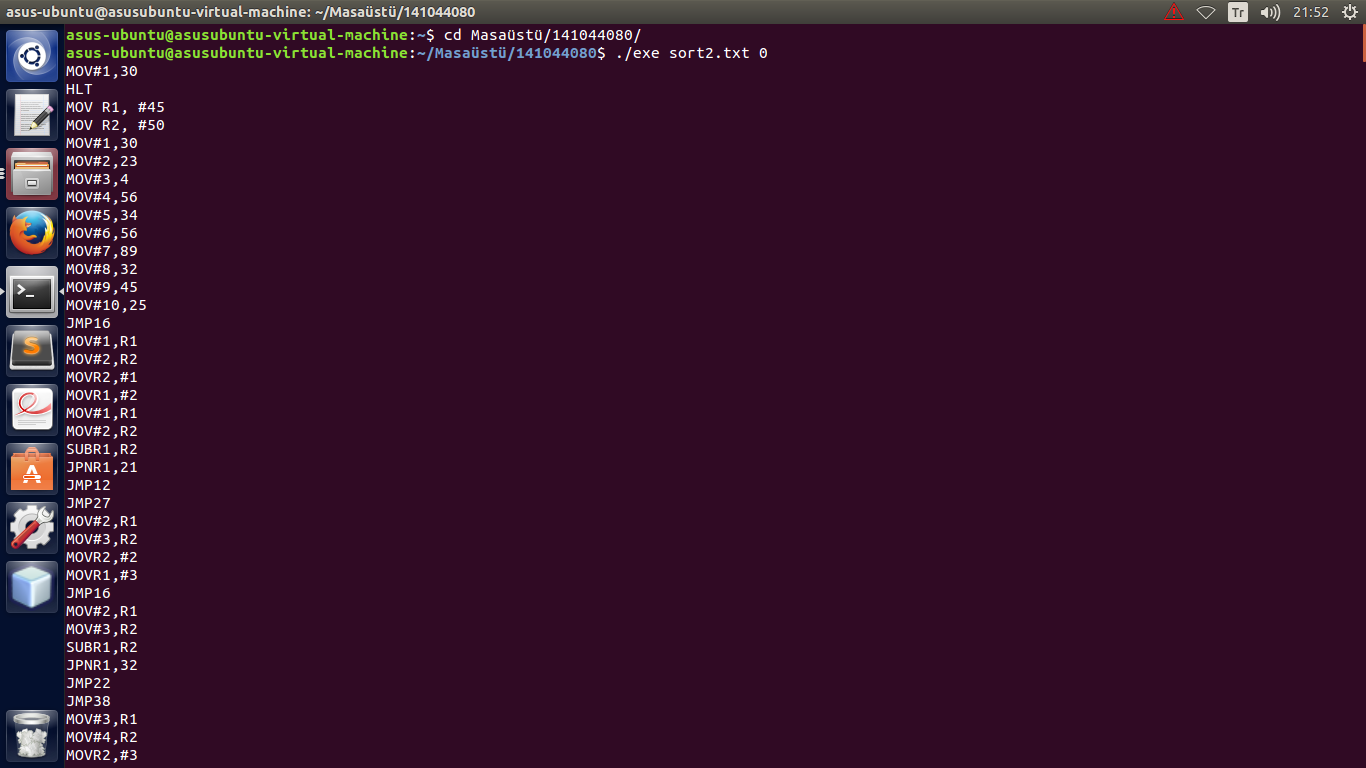 asus-ubuntu@asusubuntu-virtual-machine: ~/Masaüstü/141044080
Tr
21:52
asus-ubuntu@asusubuntu-virtual-machine:~$ cd Masaüstü/141044080/
asus-ubuntu@asusubuntu-virtual-machine:~/Masaüstü/141044080$ ./exe sort2.txt 0
MOV#1,30
HLT
MOV R1, #45
MOV R2, #50
MOV#1,30
MOV#2,23
MOV#3,4
MOV#4,56
MOV#5,34
MOV#6,56
MOV#7,89
MOV#8,32
MOV#9,45
MOV#10,25
JMP16
MOV#1,R1
MOV#2,R2
MOVR2,#1
MOVR1,#2
MOV#1,R1
MOV#2,R2
SUBR1,R2
JPNR1,21
JMP12
JMP27
MOV#2,R1
MOV#3,R2
MOVR2,#2
MOVR1,#3
JMP16
MOV#2,R1
MOV#3,R2
SUBR1,R2
JPNR1,32
JMP22
JMP38
MOV#3,R1
MOV#4,R2
MOVR2,#3